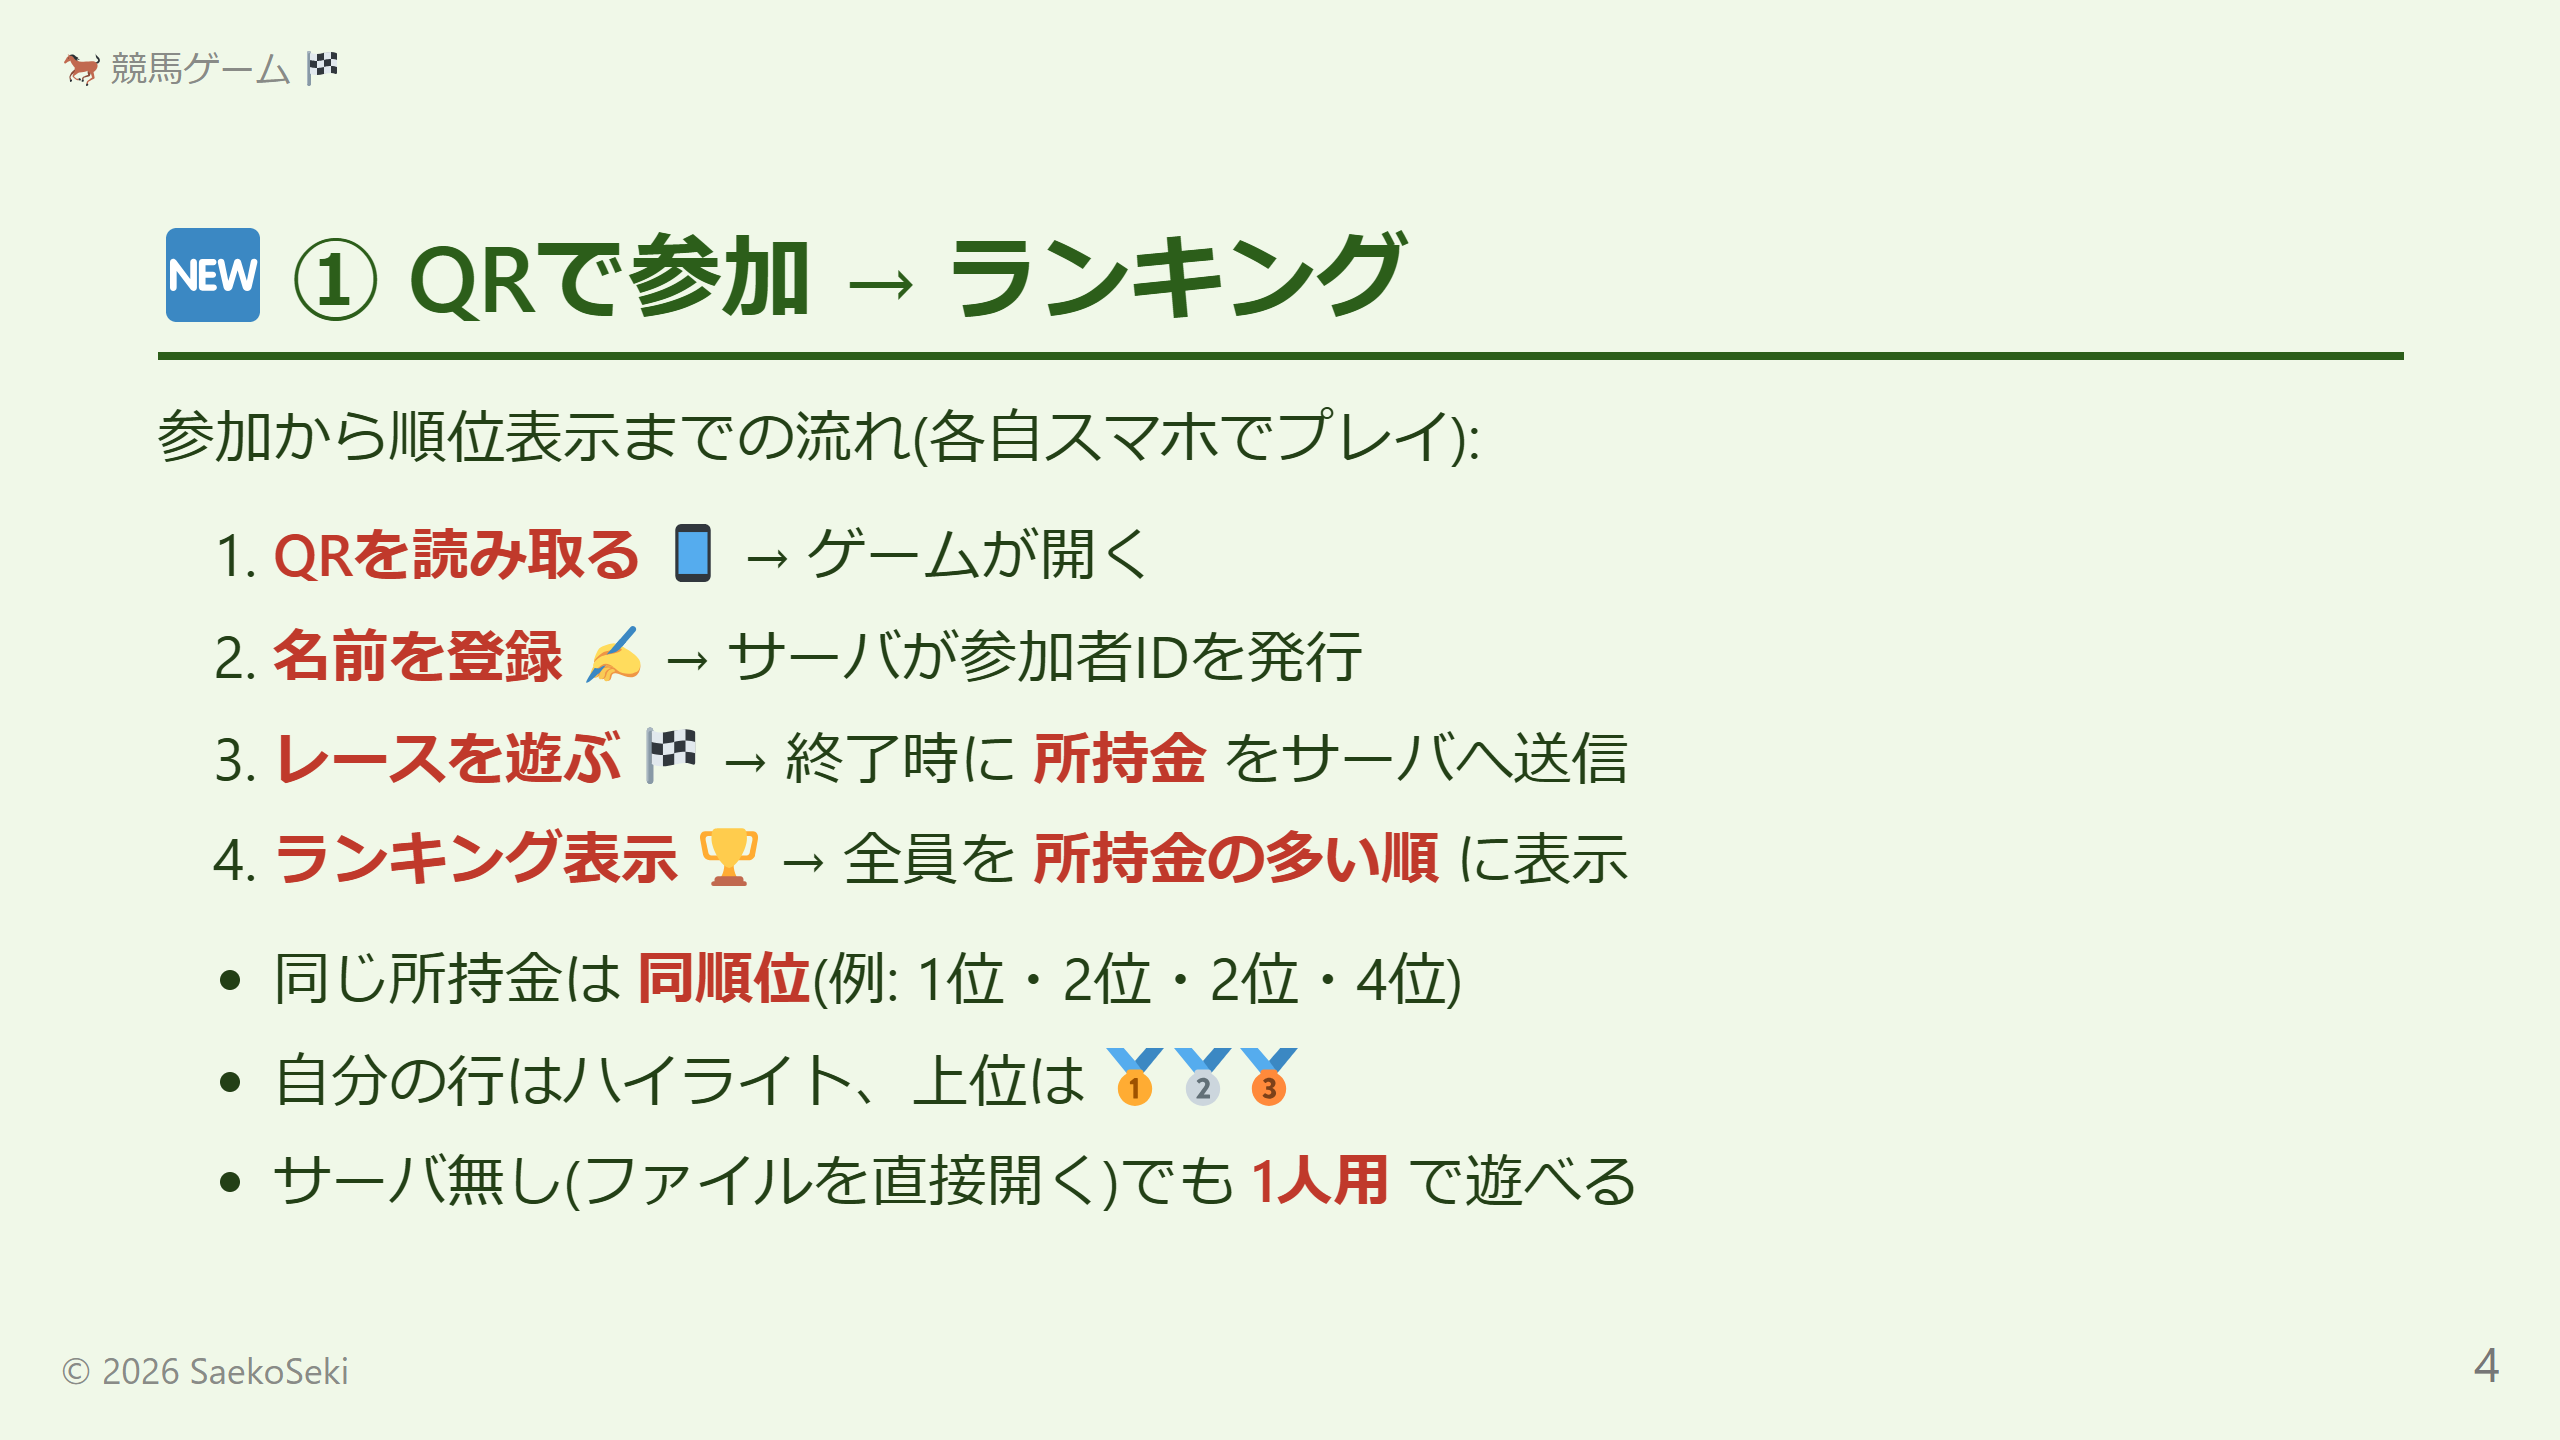 🐎 競馬ゲーム 🏁
🆕 ① QRで参加 → ランキング
参加から順位表示までの流れ(各自スマホでプレイ):
1. QRを読み取る 📱 → ゲームが開く
2. 名前を登録 ✍️ → サーバが参加者IDを発行
3. レースを遊ぶ 🏁 → 終了時に 所持金 をサーバへ送信
4. ランキング表示 🏆 → 全員を 所持金の多い順 に表示
• 同じ所持金は 同順位(例: 1位・2位・2位・4位)
• 自分の行はハイライト、上位は 🥇🥈🥉
• サーバ無し(ファイルを直接開く)でも 1人用 で遊べる
© 2026 SaekoSeki
4